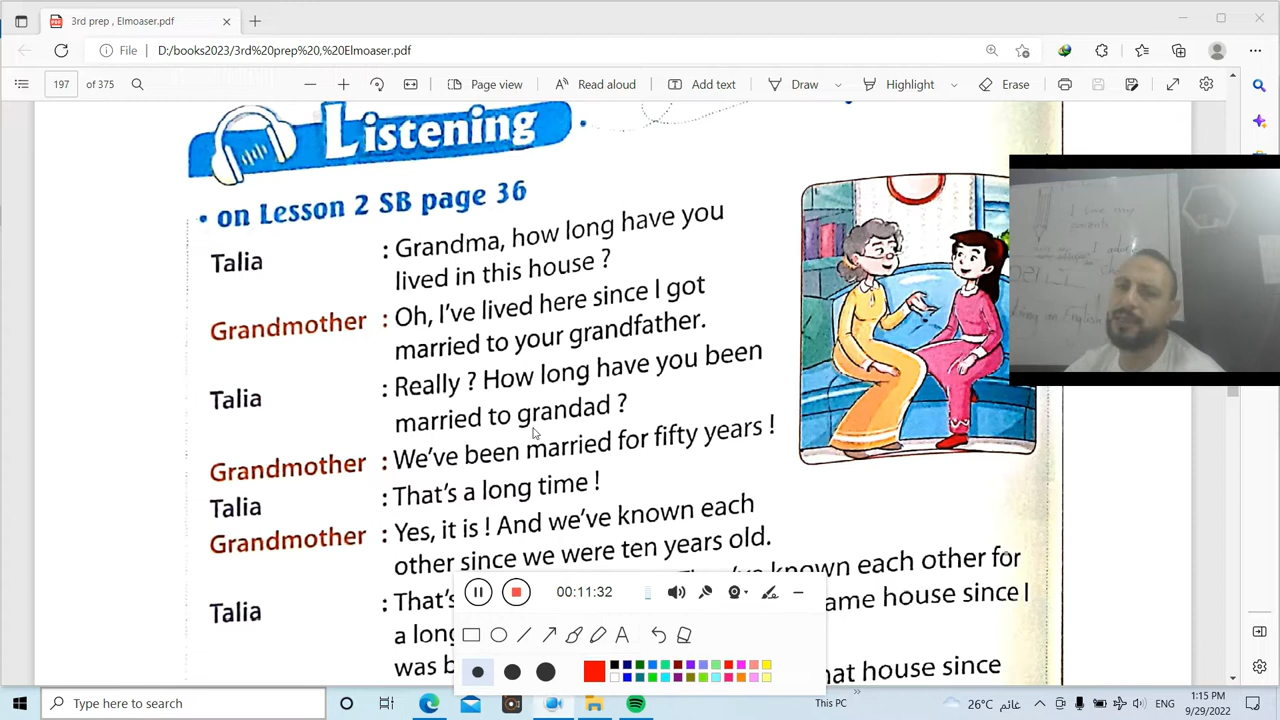 3rd prep , Elmoaser.pdf
File
D:/books2023/3rd%20prep%20,%20Elmoaser.pdf
197 of 375
Page view
Read aloud
Add text
Draw
Highlight
Erase
Listening
• on Lesson 2 SB page 36
Talia : Grandma, how long have you
lived in this house ?
Grandmother : Oh, I've lived here since I got
married to your grandfather.
Talia : Really ? How long have you been
married to grandad ?
Grandmother : We've been married for fifty years !
Talia : That's a long time !
Grandmother : Yes, it is ! And we've known each
other since we were ten years old.
Talia : That's
known each other for
a long
ame house since I
was b
hat house since
00:11:32
A
Type here to search
This PC
26°C غائم
ENG
1:15 PM
9/29/2022